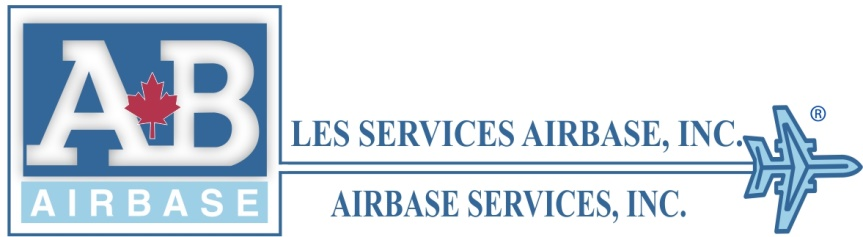 AB
AIRBASE
LES SERVICES AIRBASE, INC.
®
AIRBASE SERVICES, INC.